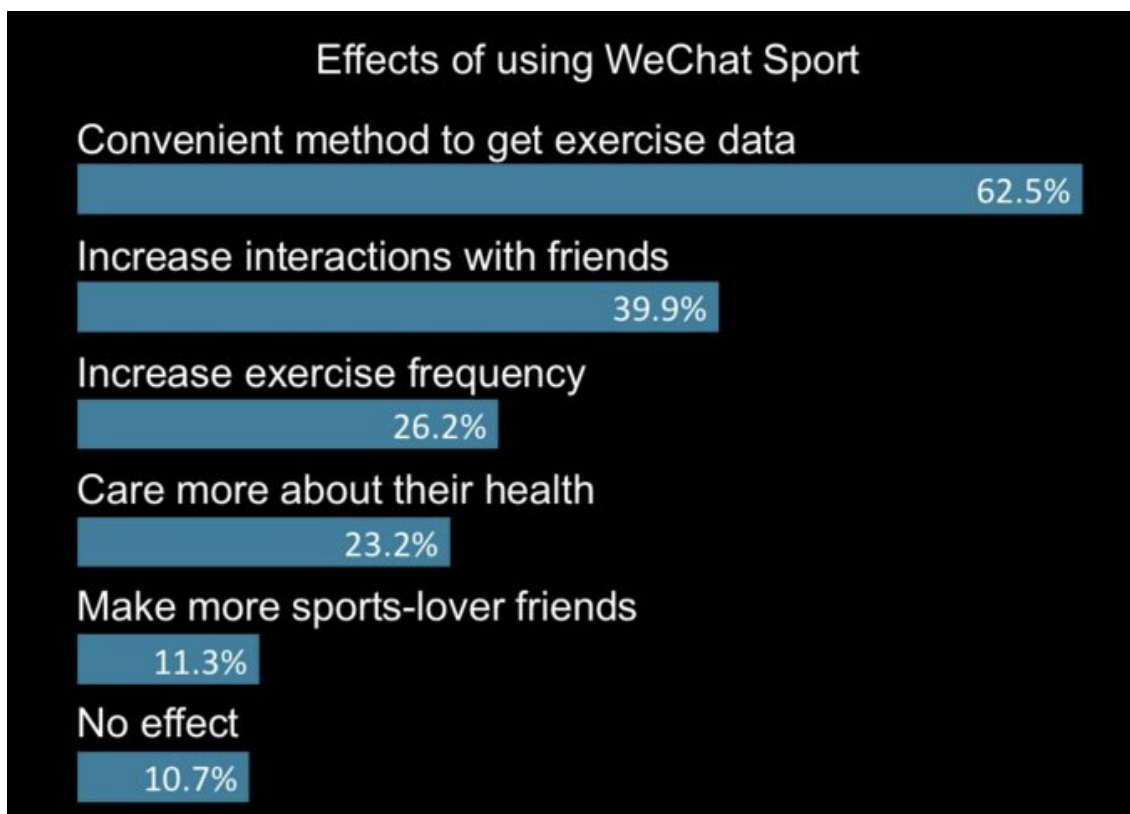 Effects of using WeChat Sport
Convenient method to get exercise data
62.5%
Increase interactions with friends
39.9%
Increase exercise frequency
26.2%
Care more about their health
23.2%
Make more sports-lover friends
11.3%
No effect
10.7%